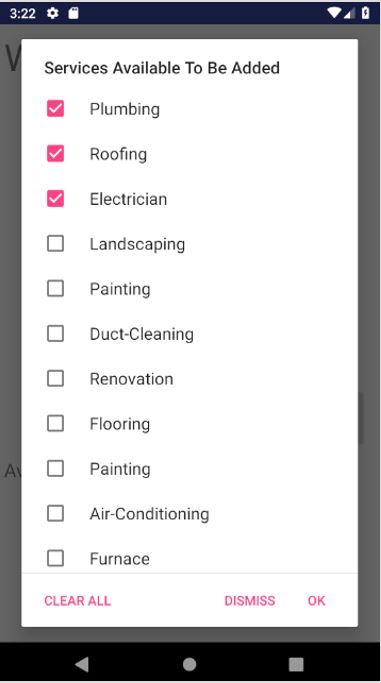 3:22
W
Services Available To Be Added
Plumbing
Roofing
Electrician
Landscaping
Painting
Duct-Cleaning
Renovation
Flooring
Painting
Av
Air-Conditioning
Furnace
CLEAR ALL DISMISS OK